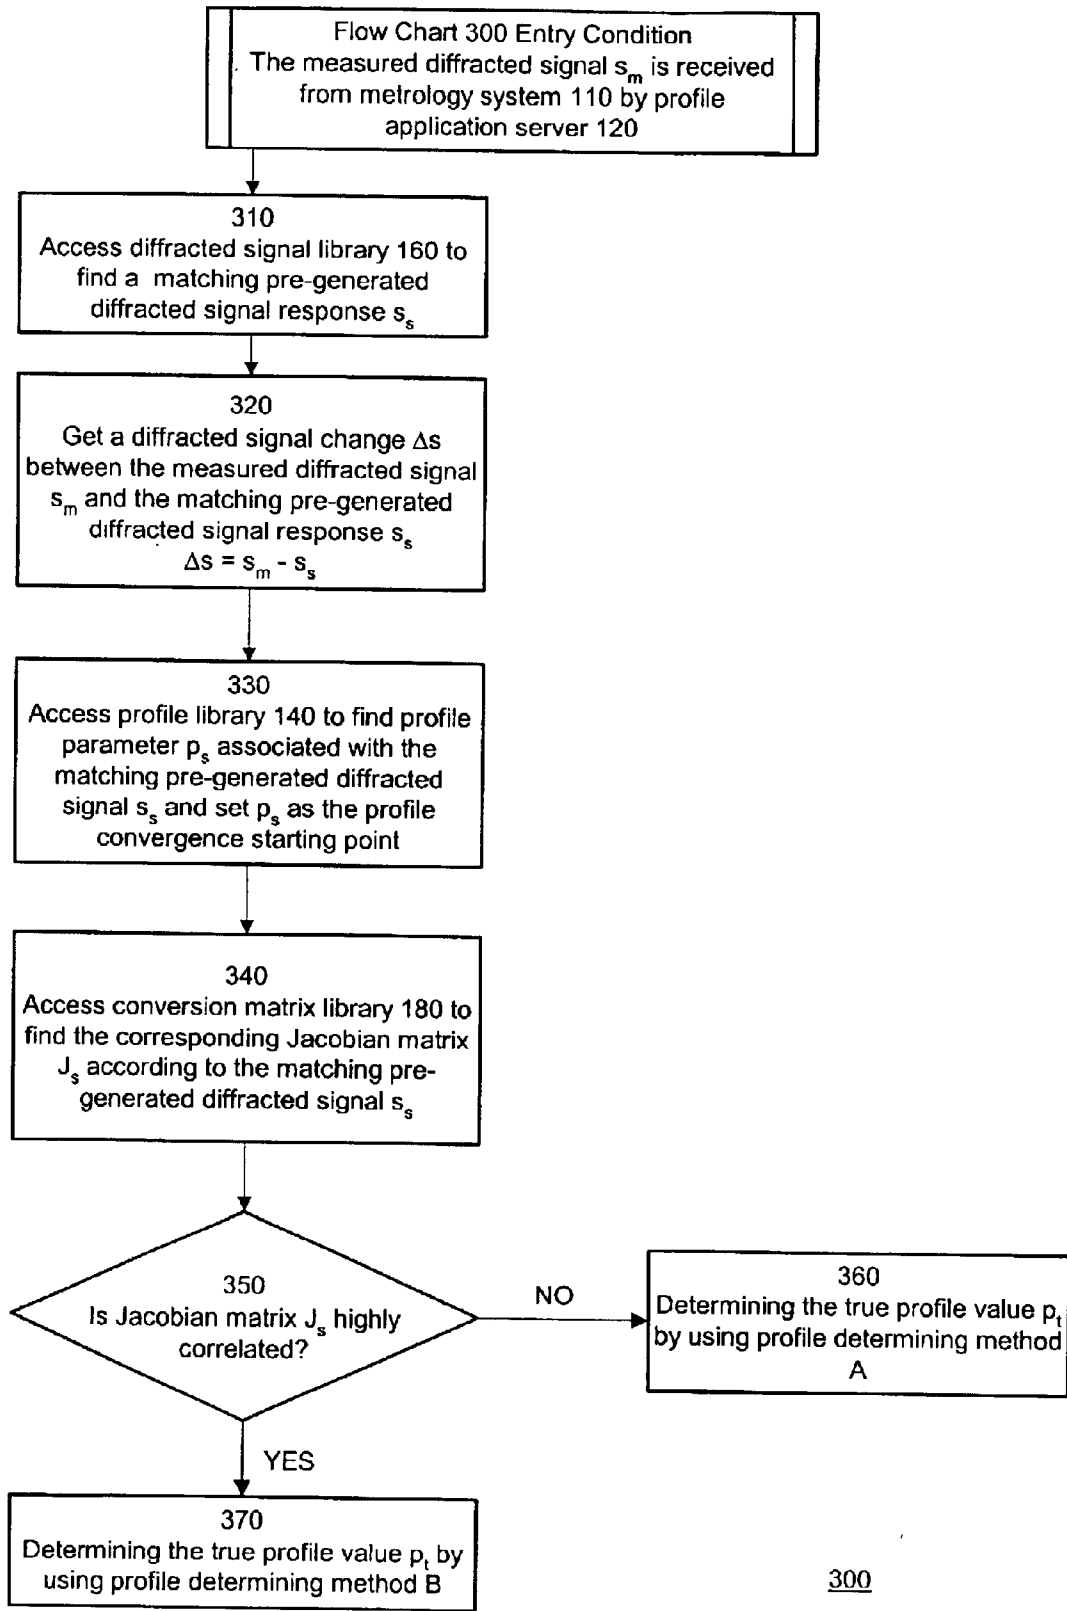 Flow Chart 300 Entry Condition
The measured diffracted signal sm is received
from metrology system 110 by profile
application server 120
310
Access diffracted signal library 160 to
find a matching pre-generated
diffracted signal response ss
320
Get a diffracted signal change Δs
between the measured diffracted signal
sm and the matching pre-generated
diffracted signal response ss
Δs = sm - ss
330
Access profile library 140 to find profile
parameter ps associated with the
matching pre-generated diffracted
signal ss and set ps as the profile
convergence starting point
340
Access conversion matrix library 180 to
find the corresponding Jacobian matrix
Js according to the matching pre-
generated diffracted signal ss
350
Is Jacobian matrix Js highly
correlated?
NO
360
Determining the true profile value pt
by using profile determining method
A
YES
370
Determining the true profile value pt by
using profile determining method B
300